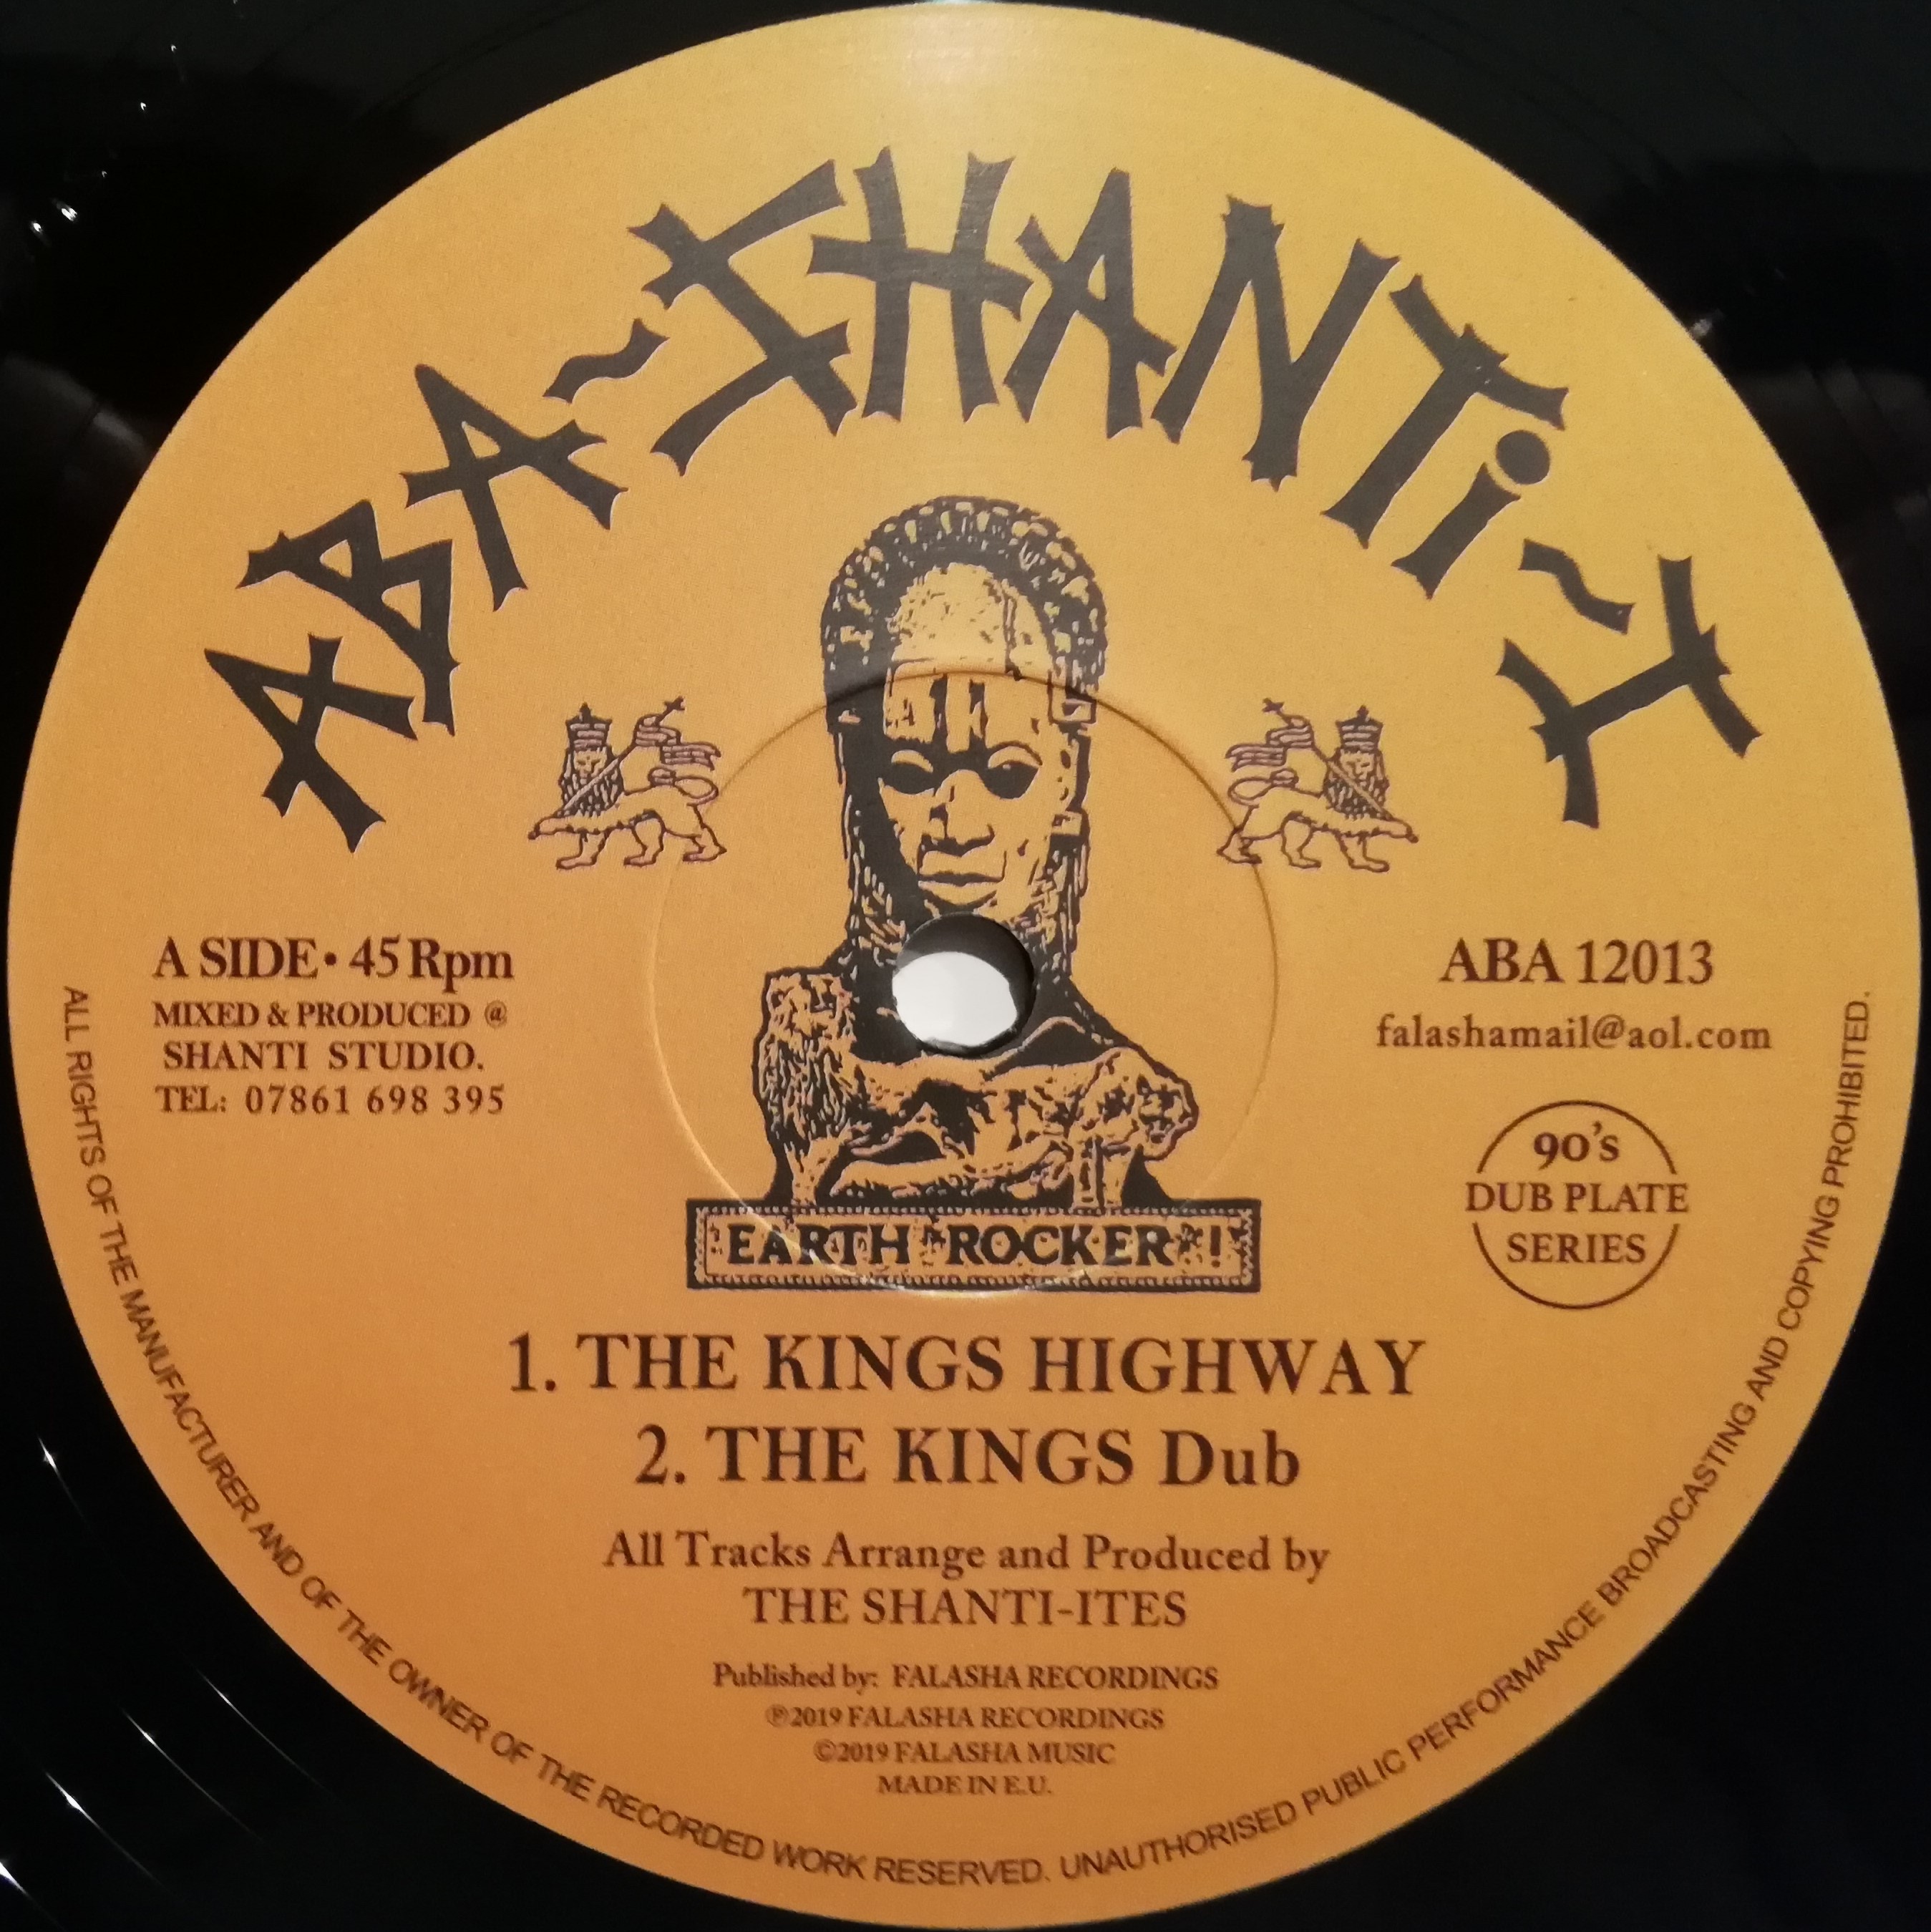 ABA~SHANTi~I
A SIDE • 45 Rpm
MIXED & PRODUCED @
SHANTI STUDIO.
TEL: 07861 698 395
ABA 12013
falashamail@aol.com
90's
DUB PLATE
SERIES
EARTH ROCKER !
1. THE KINGS HIGHWAY
2. THE KINGS Dub
All Tracks Arrange and Produced by
THE SHANTI-ITES
Published by: FALASHA RECORDINGS
℗2019 FALASHA RECORDINGS
©2019 FALASHA MUSIC
MADE IN E.U.
ALL RIGHTS OF THE MANUFACTURER AND OF THE OWNER OF THE RECORDED WORK RESERVED. UNAUTHORISED PUBLIC PERFORMANCE BROADCASTING AND COPYING PROHIBITED.